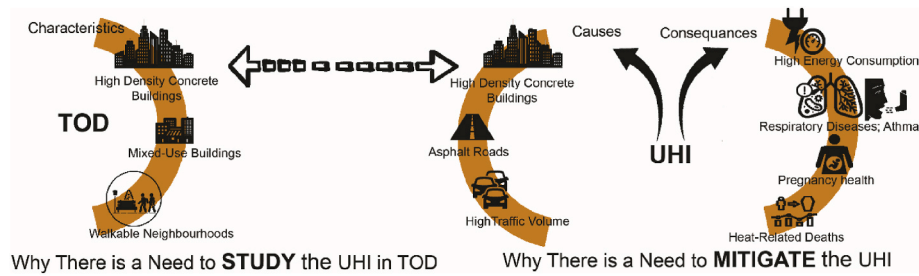 Characteristics
High Density Concrete
Buildings
TOD
Mixed-Use Buildings
Walkable Neighbourhoods
Why There is a Need to STUDY the UHI in TOD
High Density Concrete
Buildings
Asphalt Roads
HighTraffic Volume
Causes
Consequances
UHI
High Energy Consumption
Respiratory Diseases; Athma
Pregnancy health
Heat-Related Deaths
Why There is a Need to MITIGATE the UHI